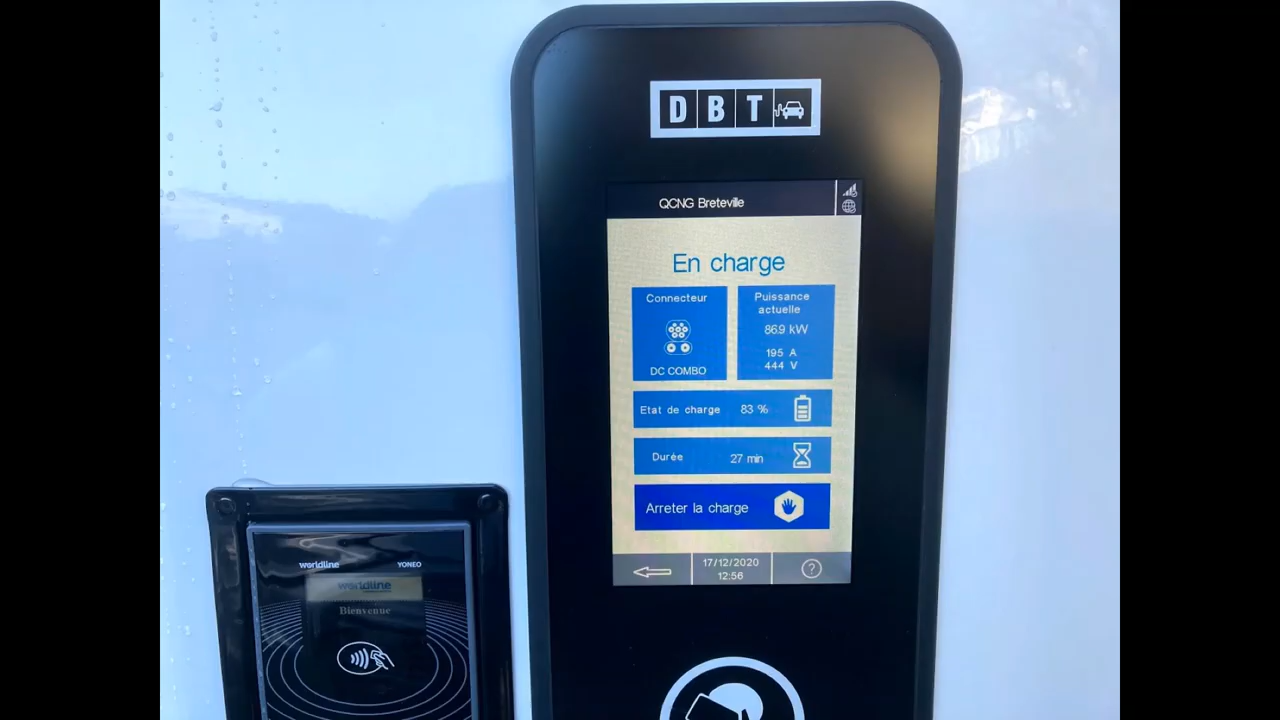 DBT
QCNG Breteville
En charge
Connecteur
DC COMBO
Puissance
actuelle
86.9 kW
195 A
444 V
Etat de charge 83 %
Durée 27 min
Arreter la charge
17/12/2020
12:56
?
worldline YONEO
worldline
Bienvenue